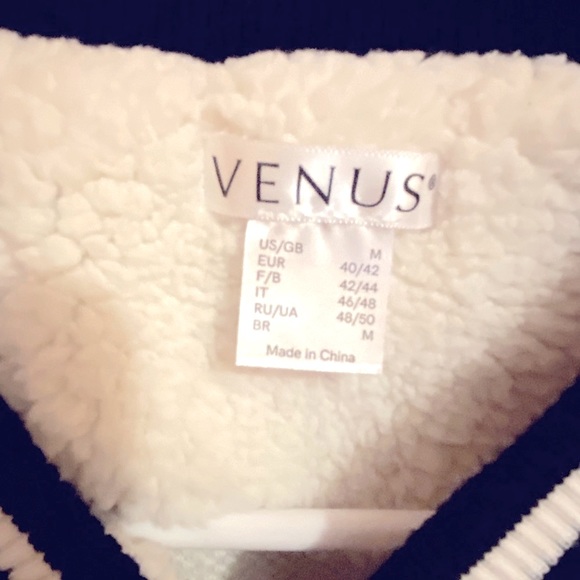 VENUS
US/GB M
EUR 40/42
F/B 42/44
IT 46/48
RU/UA 48/50
BR M
Made in China